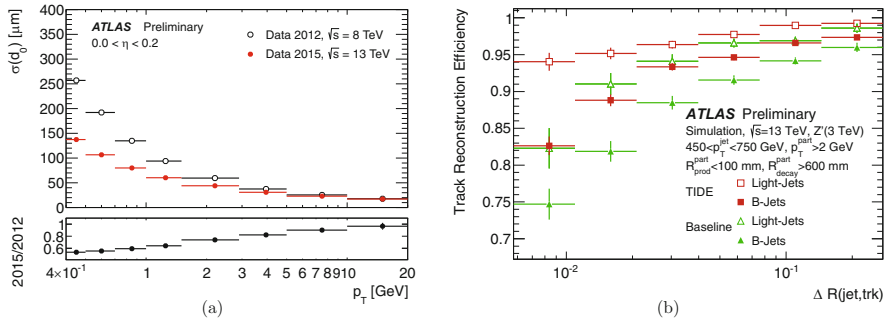 σ(d₀) [μm]
500
450
400
350
300
250
200
150
100
50
0
ATLAS Preliminary
0.0 < η < 0.2
Data 2012, √s = 8 TeV
Data 2015, √s = 13 TeV
2015/2012
1
0.8
0.6
4×10⁻¹ 1 2 3 4 5 6 7 8 910 20
p_T [GeV]
(a)
Track Reconstruction Efficiency
1
0.95
0.9
0.85
0.8
0.75
0.7
ATLAS Preliminary
Simulation, √s=13 TeV, Z'(3 TeV)
450<p_T^jet<750 GeV, p_T^part>2 GeV
R_prod^part<100 mm, R_decay^part>600 mm
TIDE
Light-Jets
B-Jets
Baseline
Light-Jets
B-Jets
10⁻² 10⁻¹
Δ R(jet,trk)
(b)